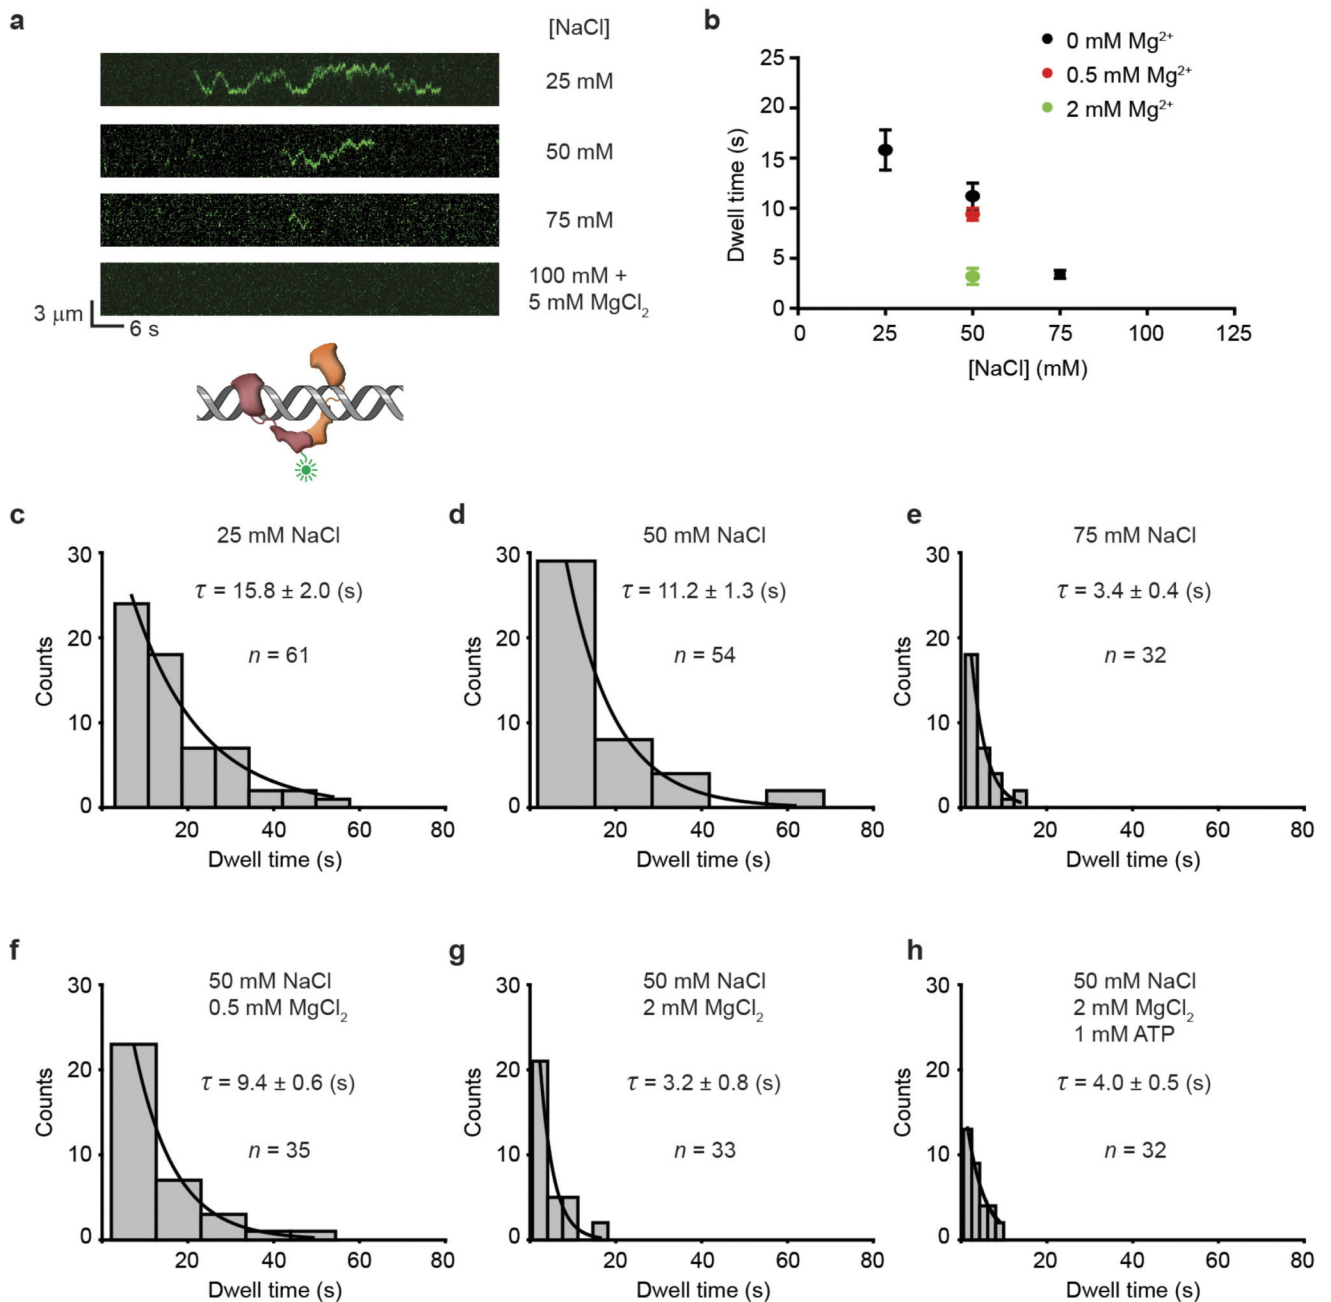 a
[NaCl]
25 mM
50 mM
75 mM
100 mM +
5 mM MgCl₂
3 μm
6 s
b
0 mM Mg²⁺
0.5 mM Mg²⁺
2 mM Mg²⁺
25
20
15
10
5
0
Dwell time (s)
0 25 50 75 100 125
[NaCl] (mM)
c
25 mM NaCl
τ = 15.8 ± 2.0 (s)
n = 61
30
20
10
0
Counts
20 40 60 80
Dwell time (s)
d
50 mM NaCl
τ = 11.2 ± 1.3 (s)
n = 54
30
20
10
0
Counts
20 40 60 80
Dwell time (s)
e
75 mM NaCl
τ = 3.4 ± 0.4 (s)
n = 32
30
20
10
0
Counts
20 40 60 80
Dwell time (s)
f
50 mM NaCl
0.5 mM MgCl₂
τ = 9.4 ± 0.6 (s)
n = 35
30
20
10
0
Counts
20 40 60 80
Dwell time (s)
g
50 mM NaCl
2 mM MgCl₂
τ = 3.2 ± 0.8 (s)
n = 33
30
20
10
0
Counts
20 40 60 80
Dwell time (s)
h
50 mM NaCl
2 mM MgCl₂
1 mM ATP
τ = 4.0 ± 0.5 (s)
n = 32
30
20
10
0
Counts
20 40 60 80
Dwell time (s)